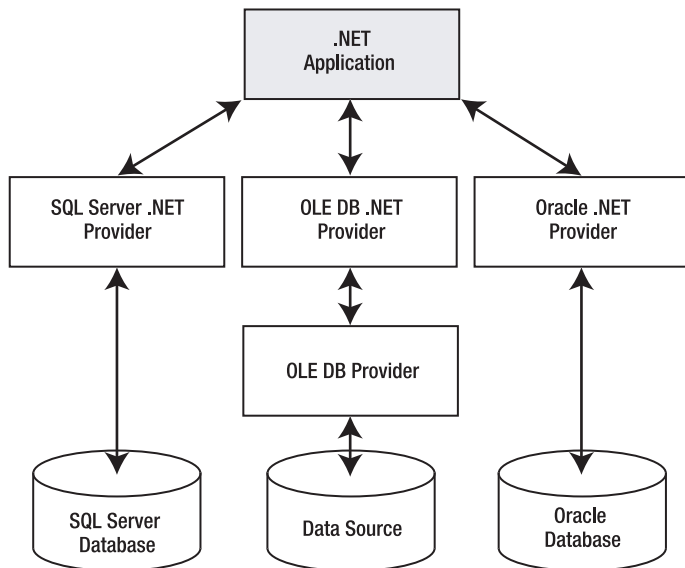 .NET
Application
SQL Server .NET
Provider
OLE DB .NET
Provider
Oracle .NET
Provider
OLE DB Provider
SQL Server
Database
Data Source
Oracle
Database